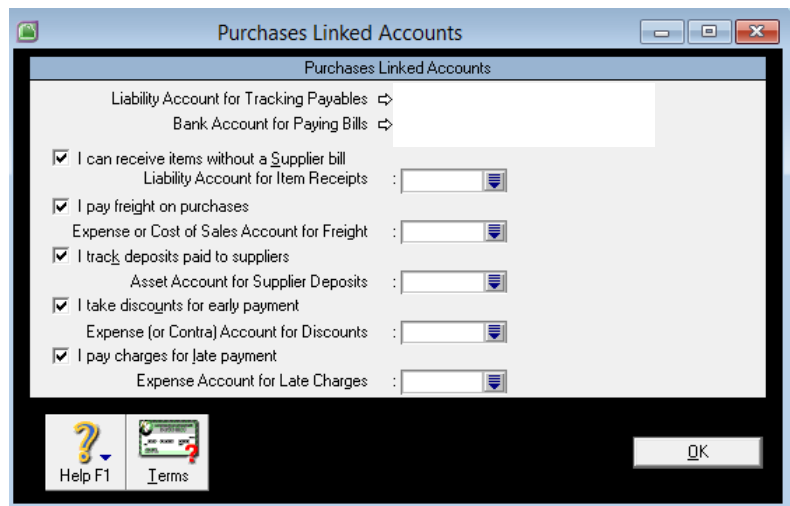 Purchases Linked Accounts
Purchases Linked Accounts
Liability Account for Tracking Payables
Bank Account for Paying Bills
I can receive items without a Supplier bill
Liability Account for Item Receipts :
I pay freight on purchases
Expense or Cost of Sales Account for Freight :
I track deposits paid to suppliers
Asset Account for Supplier Deposits :
I take discounts for early payment
Expense (or Contra) Account for Discounts :
I pay charges for late payment
Expense Account for Late Charges :
Help F1 Terms OK